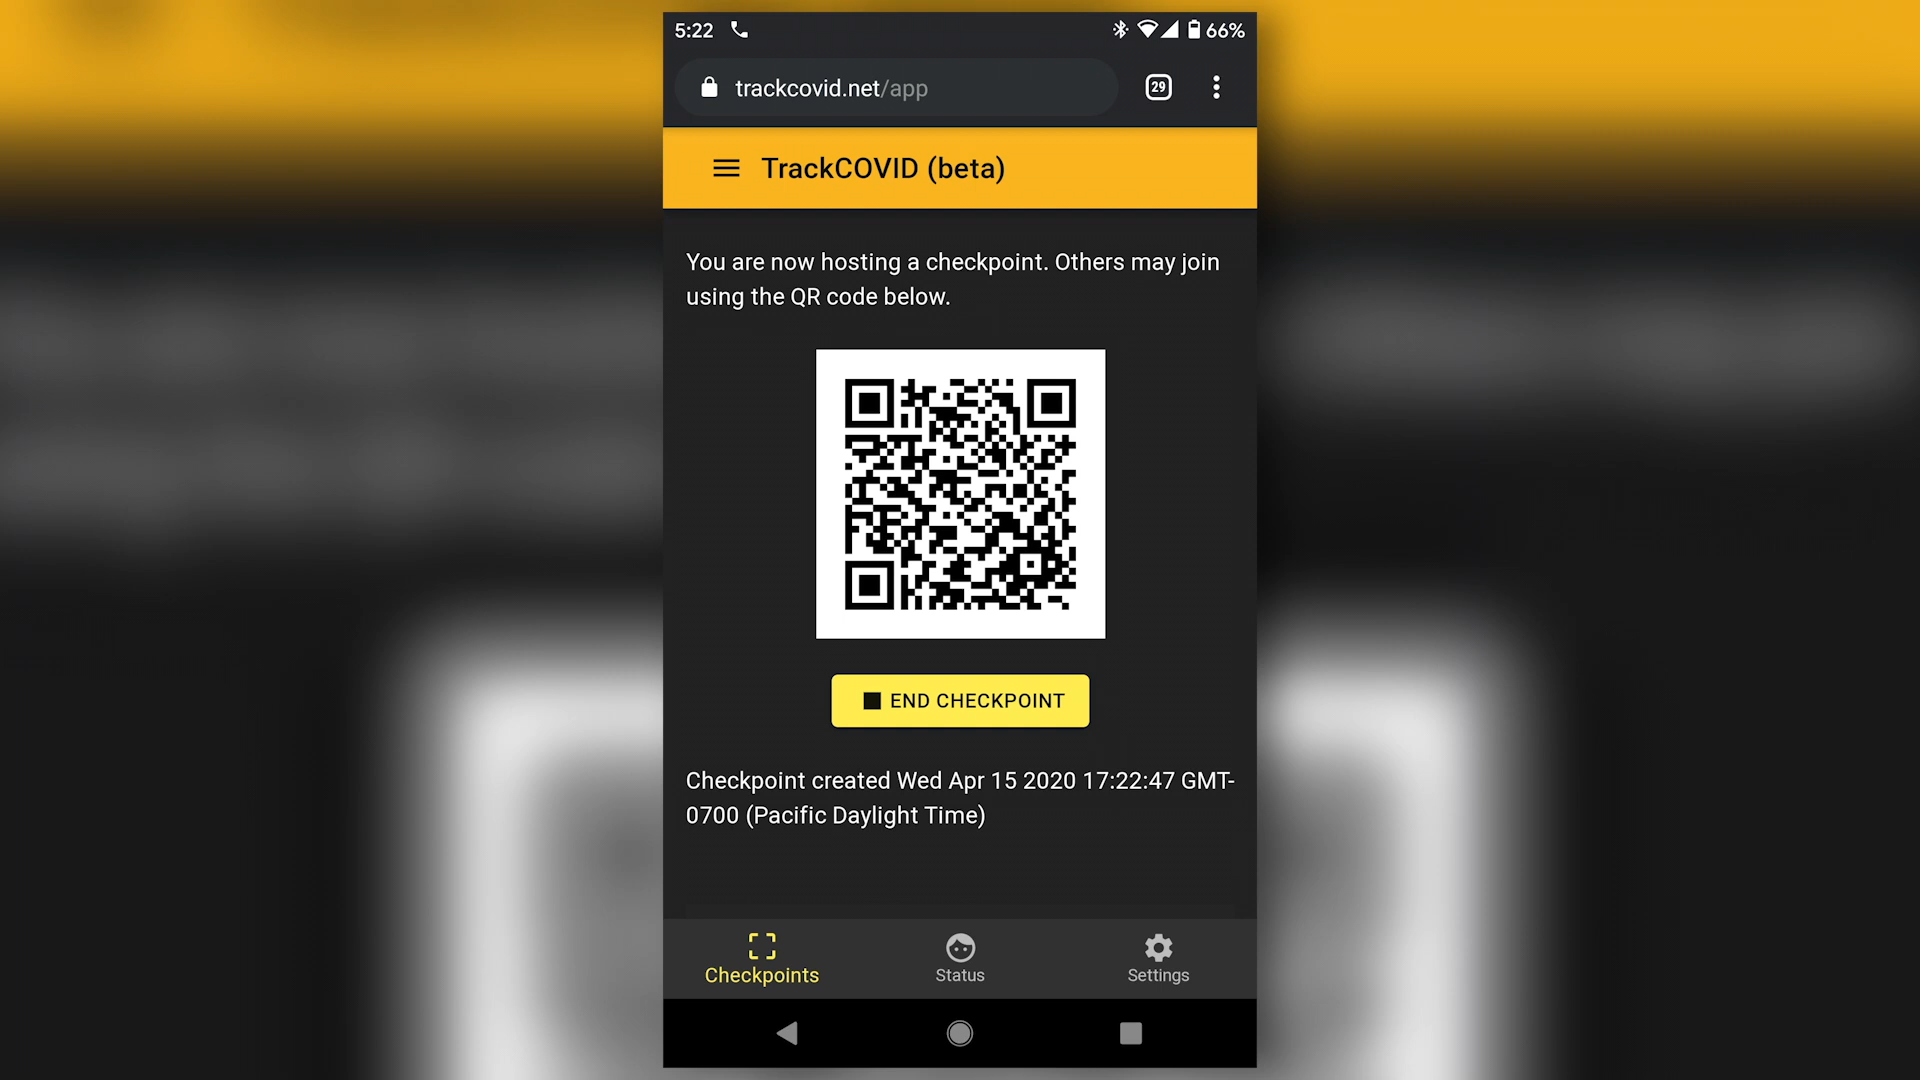 5:22 66%
trackcovid.net/app 29
TrackCOVID (beta)
You are now hosting a checkpoint. Others may join
using the QR code below.
END CHECKPOINT
Checkpoint created Wed Apr 15 2020 17:22:47 GMT-
0700 (Pacific Daylight Time)
Checkpoints Status Settings